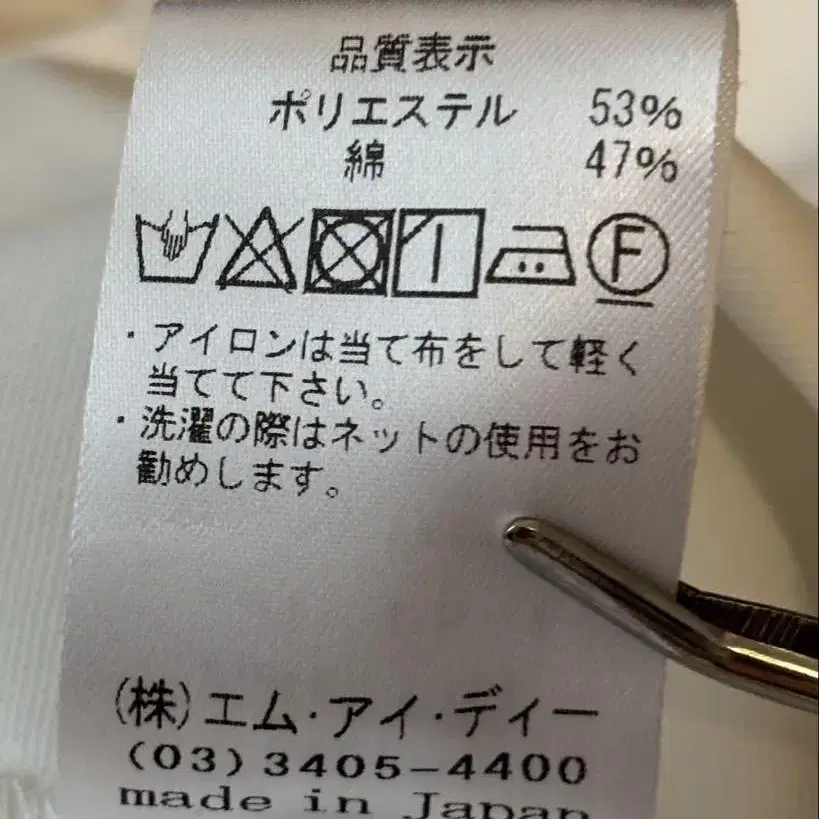 品質表示
ポリエステル 53%
綿 47%
F
・アイロンは当て布をして軽く
当てて下さい。
・洗濯の際はネットの使用をお
勧めします。
(株)エム・アイ・ディー
(03)3405-4400
made in Japan